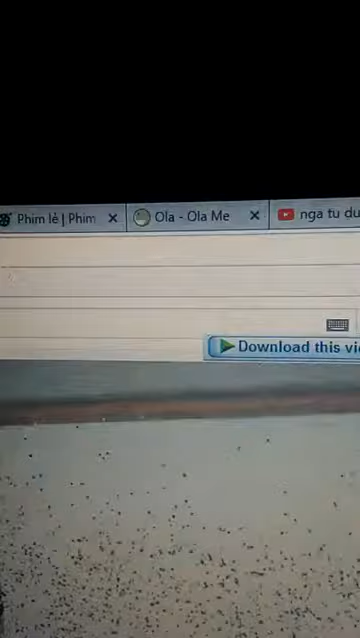 Phim lẻ | Phim
Ola - Ola Me
nga tu du
Download this vi